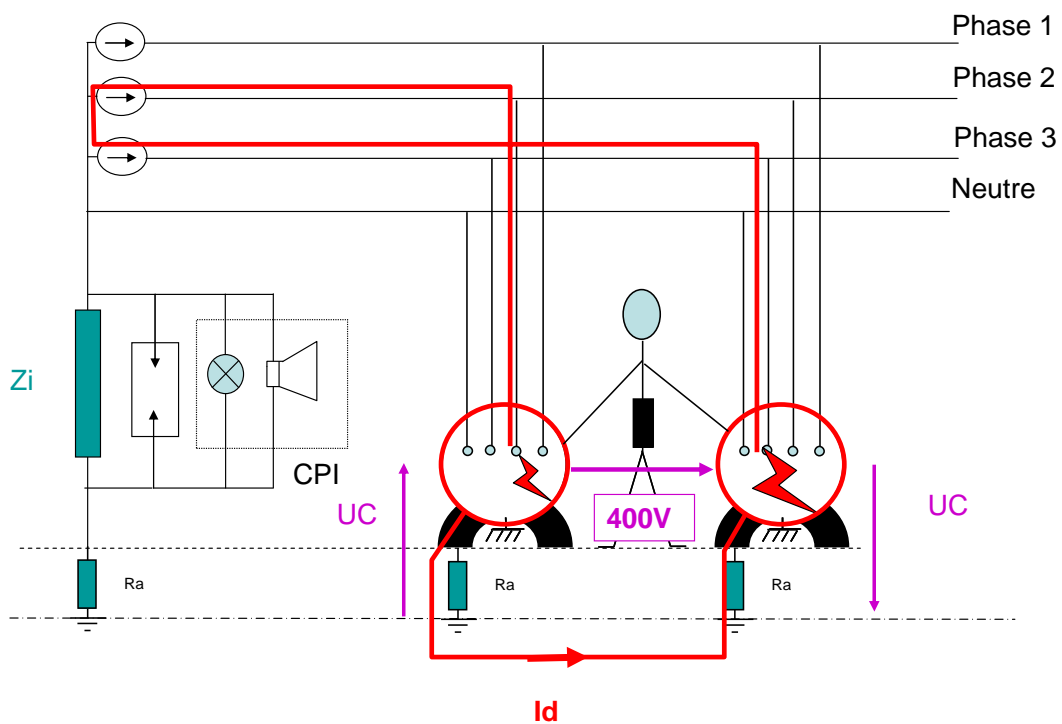 Phase 1
Phase 2
Phase 3
Neutre
Zi
CPI
UC
400V
UC
Ra
Ra
Ra
Id